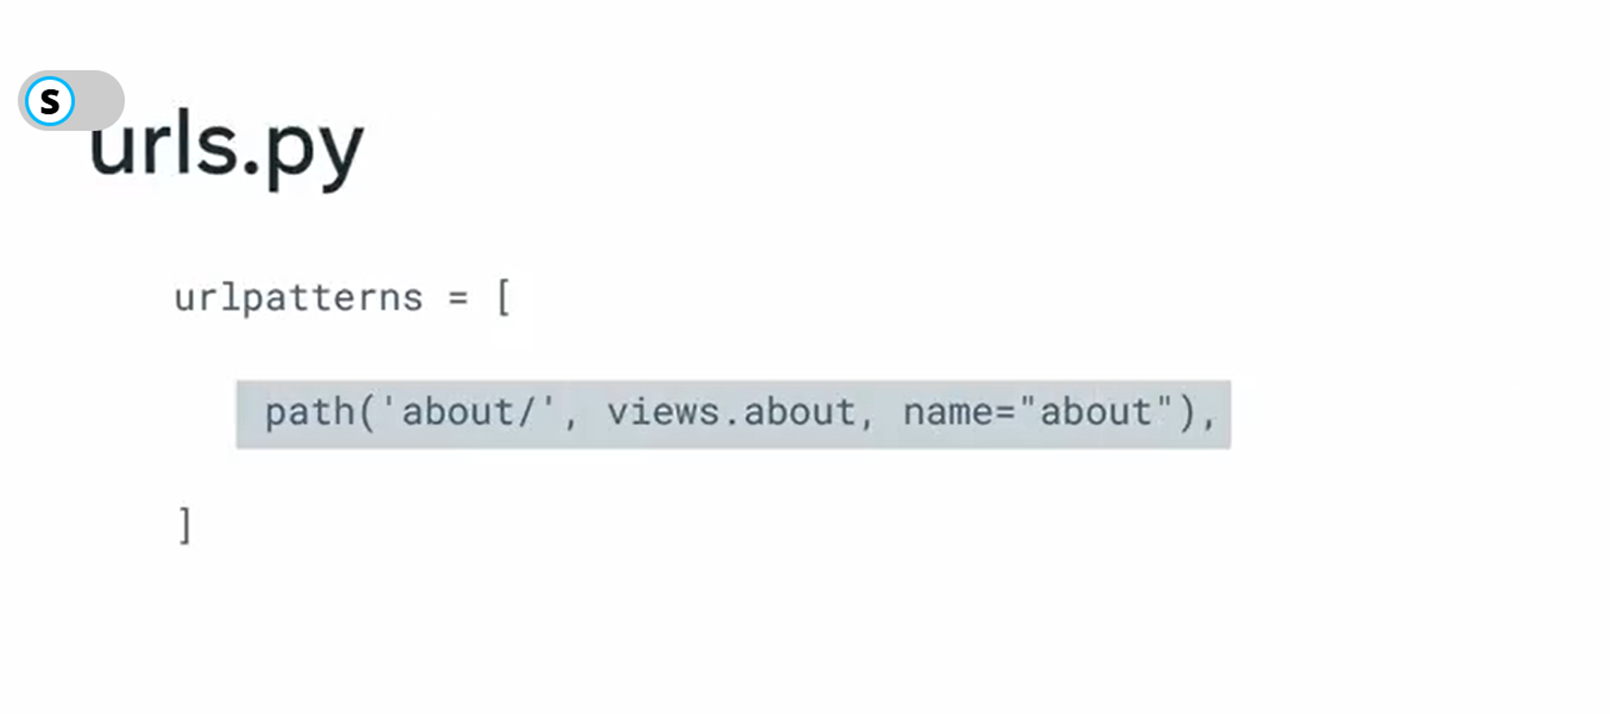 S
urls.py
urlpatterns = [
path('about/', views.about, name="about"),
]